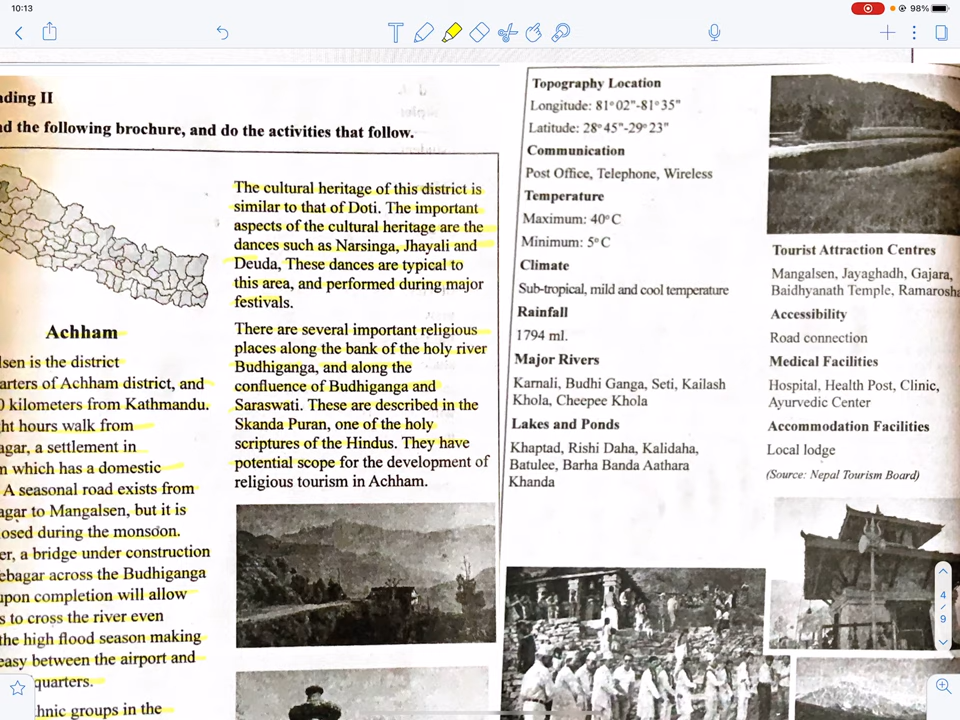 10:13
98%
ading II
ad the following brochure, and do the activities that follow.
Achham
lsen is the district
arters of Achham district, and
0 kilometers from Kathmandu.
ht hours walk from
agar, a settlement in
n which has a domestic
A seasonal road exists from
agar to Mangalsen, but it is
losed during the monsoon.
er, a bridge under construction
ebagar across the Budhiganga
upon completion will allow
s to cross the river even
the high flood season making
easy between the airport and
quarters.
hnic groups in the
The cultural heritage of this district is
similar to that of Doti. The important
aspects of the cultural heritage are the
dances such as Narsinga, Jhayali and
Deuda, These dances are typical to
this area, and performed during major
festivals.
There are several important religious
places along the bank of the holy river
Budhiganga, and along the
confluence of Budhiganga and
Saraswati. These are described in the
Skanda Puran, one of the holy
scriptures of the Hindus. They have
potential scope for the development of
religious tourism in Achham.
Topography Location
Longitude: 81°02"-81°35"
Latitude: 28°45"-29°23"
Communication
Post Office, Telephone, Wireless
Temperature
Maximum: 40°C
Minimum: 5°C
Climate
Sub-tropical, mild and cool temperature
Rainfall
1794 ml.
Major Rivers
Karnali, Budhi Ganga, Seti, Kailash
Khola, Cheepee Khola
Lakes and Ponds
Khaptad, Rishi Daha, Kalidaha,
Batulee, Barha Banda Aathara
Khanda
Tourist Attraction Centres
Mangalsen, Jayaghadh, Gajara,
Baidhyanath Temple, Ramarosha
Accessibility
Road connection
Medical Facilities
Hospital, Health Post, Clinic,
Ayurvedic Center
Accommodation Facilities
Local lodge
(Source: Nepal Tourism Board)
4
/
9